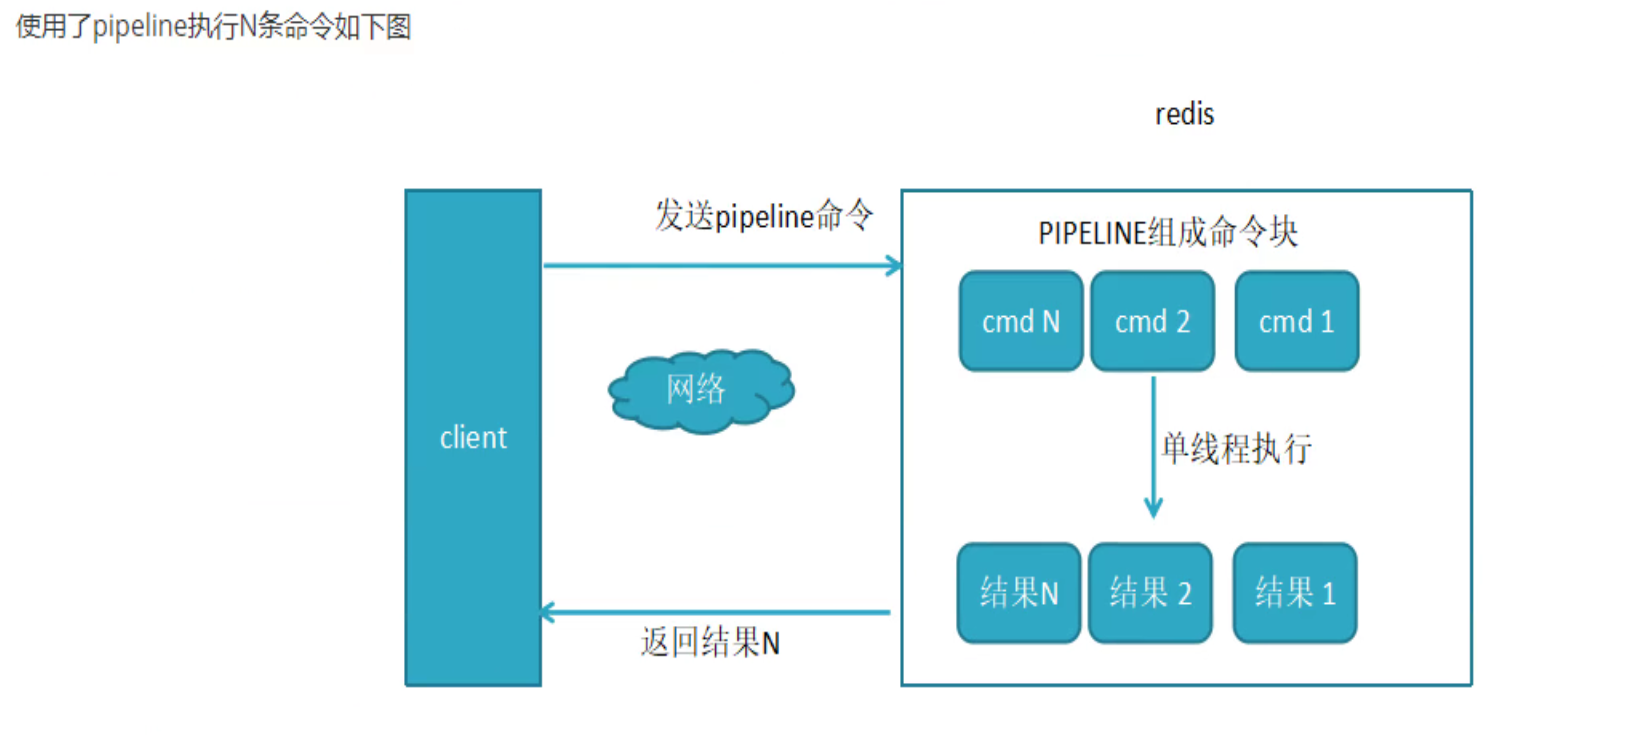 使用了pipeline执行N条命令如下图
redis
发送pipeline命令
PIPELINE组成命令块
cmd N
cmd 2
cmd 1
网络
client
单线程执行
结果N
结果 2
结果 1
返回结果N